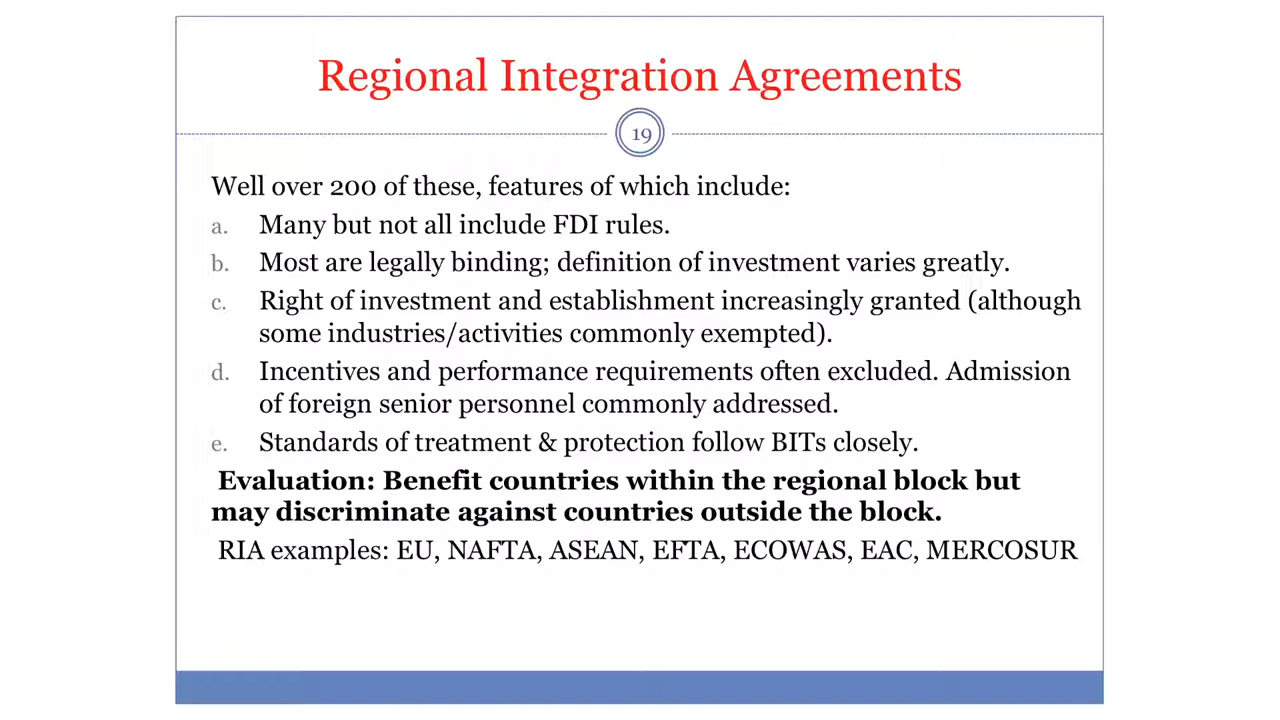 Regional Integration Agreements
19
Well over 200 of these, features of which include:
a. Many but not all include FDI rules.
b. Most are legally binding; definition of investment varies greatly.
c. Right of investment and establishment increasingly granted (although
some industries/activities commonly exempted).
d. Incentives and performance requirements often excluded. Admission
of foreign senior personnel commonly addressed.
e. Standards of treatment & protection follow BITs closely.
Evaluation: Benefit countries within the regional block but
may discriminate against countries outside the block.
RIA examples: EU, NAFTA, ASEAN, EFTA, ECOWAS, EAC, MERCOSUR